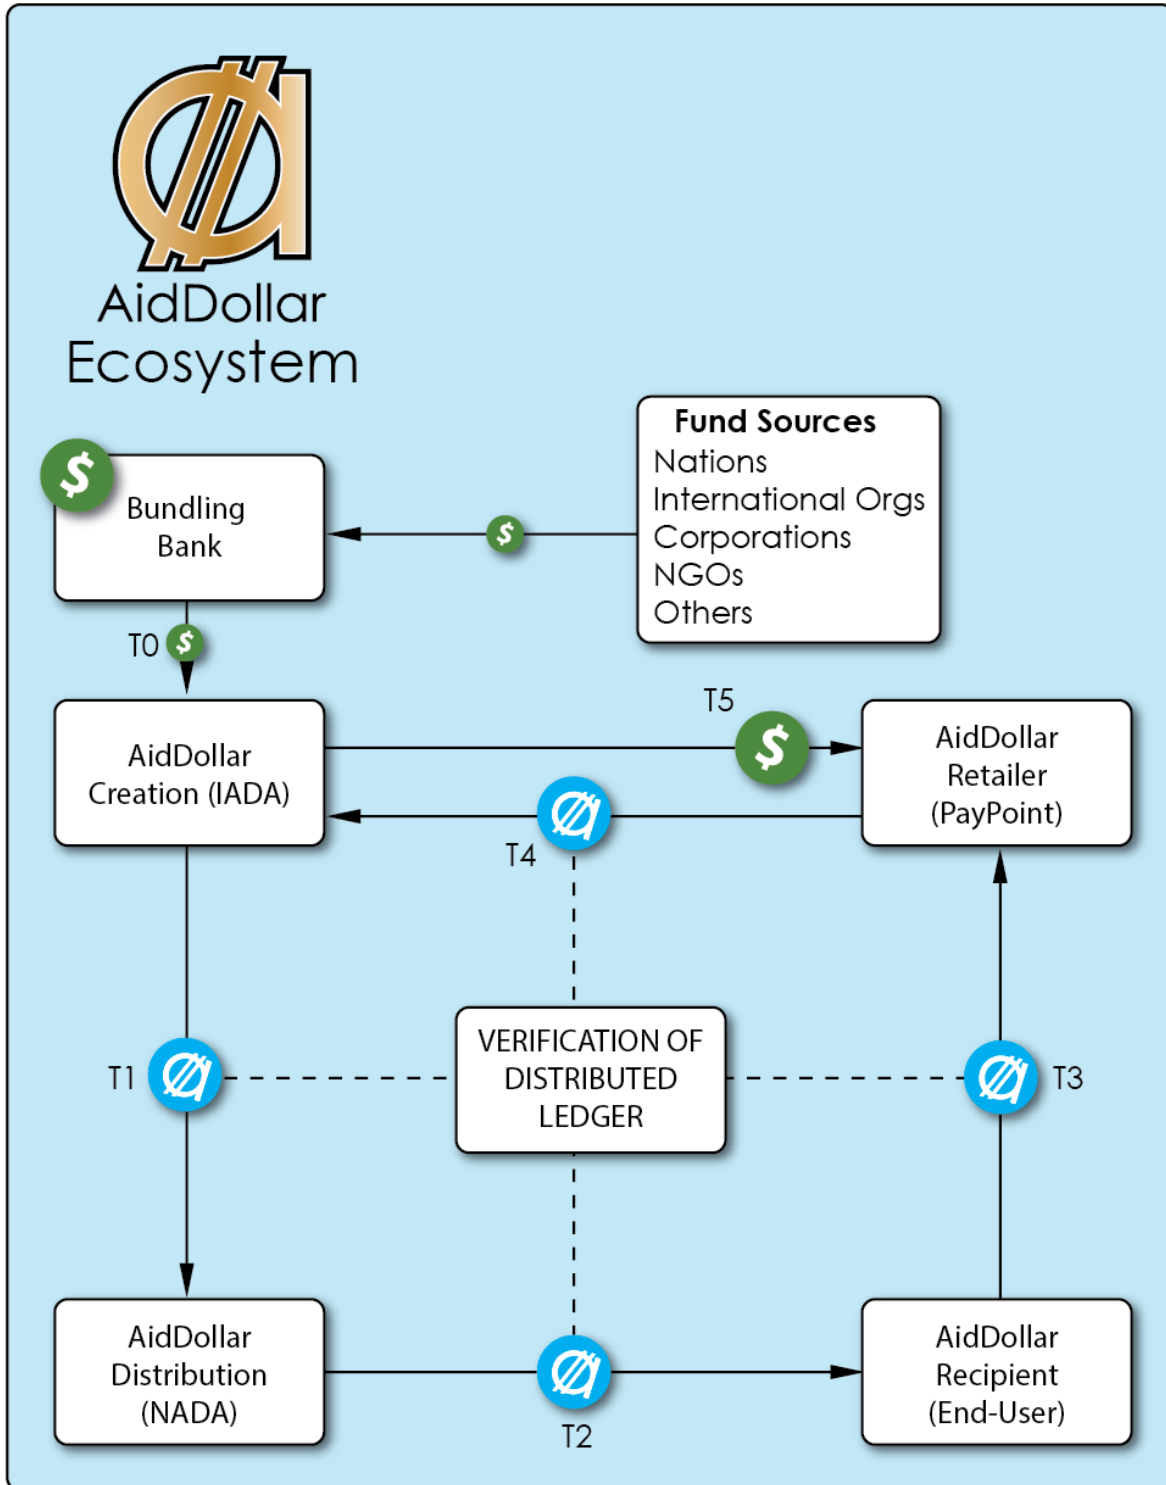 AidDollar
Ecosystem
Fund Sources
Nations
International Orgs
Corporations
NGOs
Others
$
Bundling
Bank
$
T0
$
AidDollar
Creation (IADA)
T5
$
AidDollar
Retailer
(PayPoint)
T4
T1
VERIFICATION OF
DISTRIBUTED
LEDGER
T3
AidDollar
Distribution
(NADA)
T2
AidDollar
Recipient
(End-User)